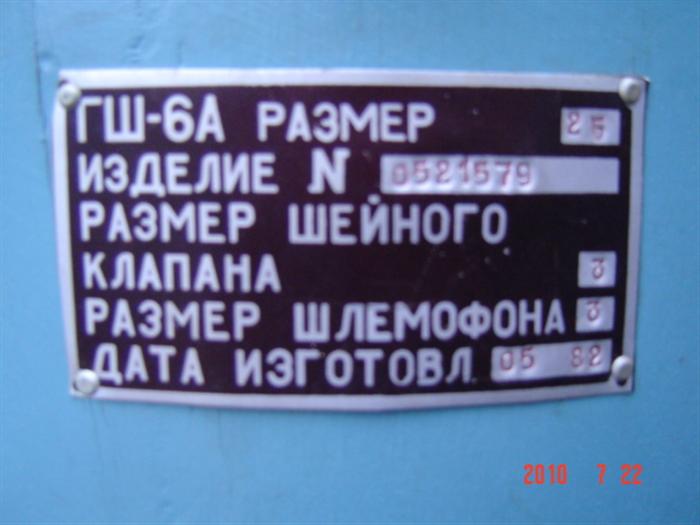 ГШ-6А РАЗМЕР 25
ИЗДЕЛИЕ N 0521579
РАЗМЕР ШЕЙНОГО
КЛАПАНА 3
РАЗМЕР ШЛЕМОФОНА 3
ДАТА ИЗГОТОВЛ 05 82
2010 7 22